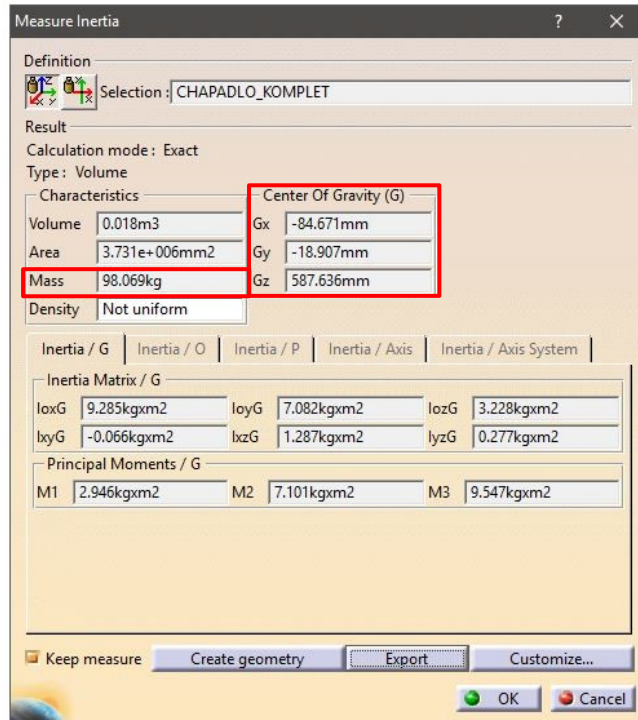 Measure Inertia ? ×
Definition
Selection : CHAPADLO_KOMPLET
Result
Calculation mode : Exact
Type : Volume
Characteristics Center Of Gravity (G)
Volume 0.018m3 Gx -84.671mm
Area 3.731e+006mm2 Gy -18.907mm
Mass 98.069kg Gz 587.636mm
Density Not uniform
Inertia / G Inertia / O Inertia / P Inertia / Axis Inertia / Axis System
Inertia Matrix / G
IoxG 9.285kgxm2 IoyG 7.082kgxm2 IozG 3.228kgxm2
IxyG -0.066kgxm2 IxzG 1.287kgxm2 IyzG 0.277kgxm2
Principal Moments / G
M1 2.946kgxm2 M2 7.101kgxm2 M3 9.547kgxm2
Keep measure Create geometry Export Customize...
OK Cancel